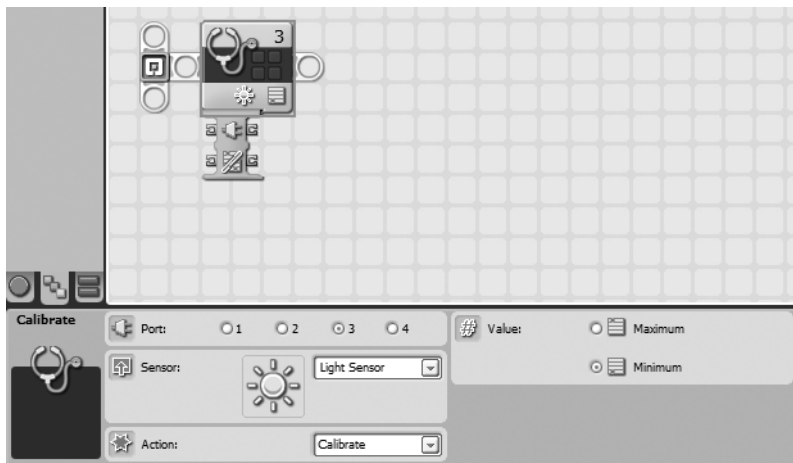 3
Calibrate
Port: 1 2 3 4
Sensor: Light Sensor
Action: Calibrate
Value: Maximum
Minimum